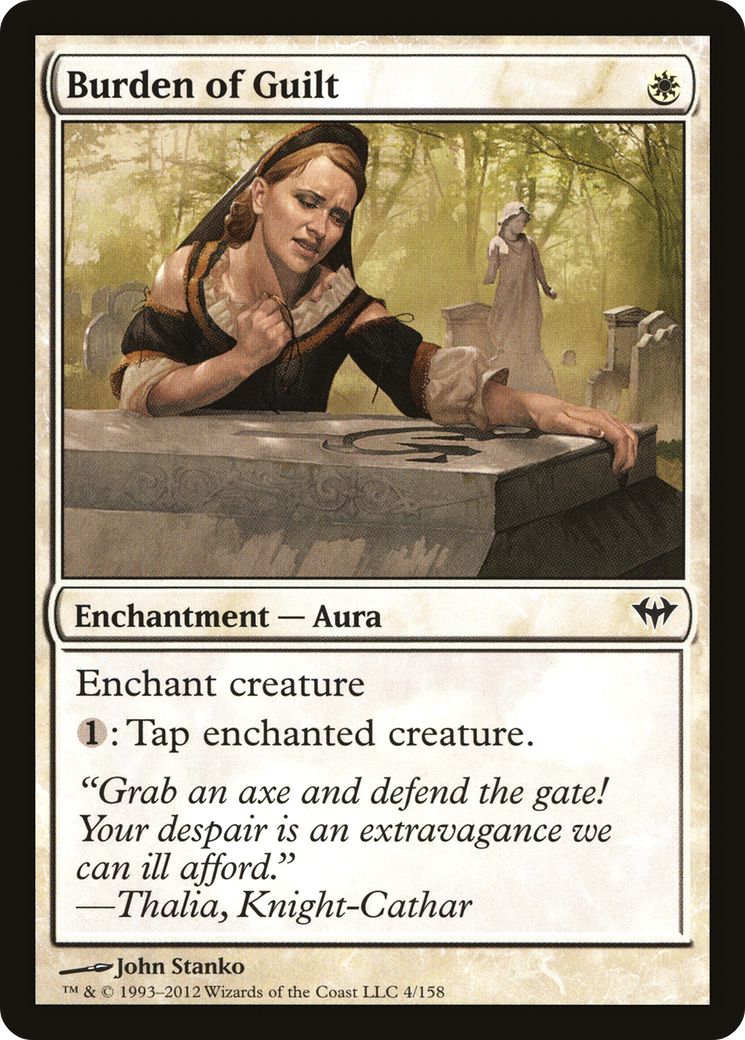 Burden of Guilt
Enchantment — Aura
Enchant creature
1: Tap enchanted creature.
“Grab an axe and defend the gate!
Your despair is an extravagance we
can ill afford.”
—Thalia, Knight-Cathar
John Stanko
™ & © 1993–2012 Wizards of the Coast LLC 4/158